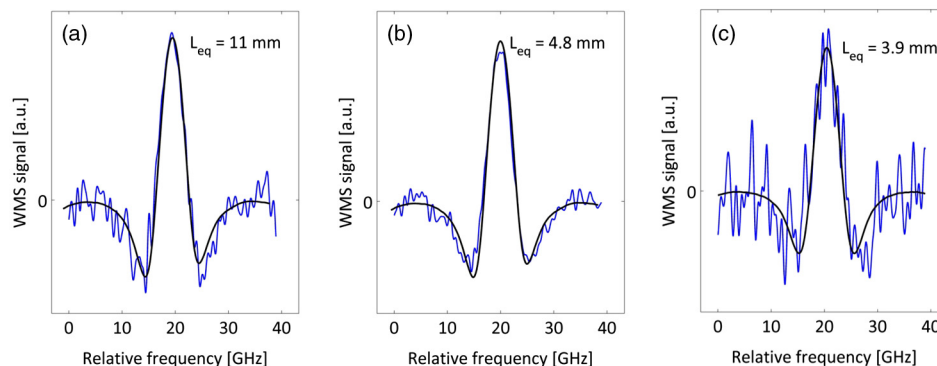 (a)
L_eq = 11 mm
WMS signal [a.u.]
0
0 10 20 30 40
Relative frequency [GHz]
(b)
L_eq = 4.8 mm
WMS signal [a.u.]
0
0 10 20 30 40
Relative frequency [GHz]
(c)
L_eq = 3.9 mm
WMS signal [a.u.]
0
0 10 20 30 40
Relative frequency [GHz]